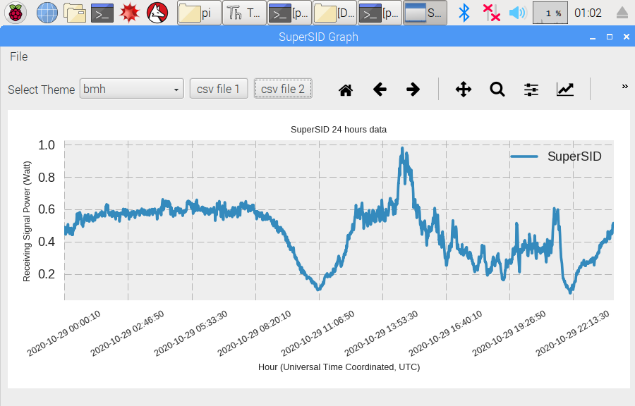 pi
T...
[p...
[D...
[p...
S...
1 %
01:02
SuperSID Graph
File
Select Theme
bmh
csv file 1
csv file 2
»
SuperSID 24 hours data
SuperSID
Receiving Signal Power (Watt)
1.0
0.8
0.6
0.4
0.2
2020-10-29 00:00:10
2020-10-29 02:46:50
2020-10-29 05:33:30
2020-10-29 08:20:10
2020-10-29 11:06:50
2020-10-29 13:53:30
2020-10-29 16:40:10
2020-10-29 19:26:50
2020-10-29 22:13:30
Hour (Universal Time Coordinated, UTC)